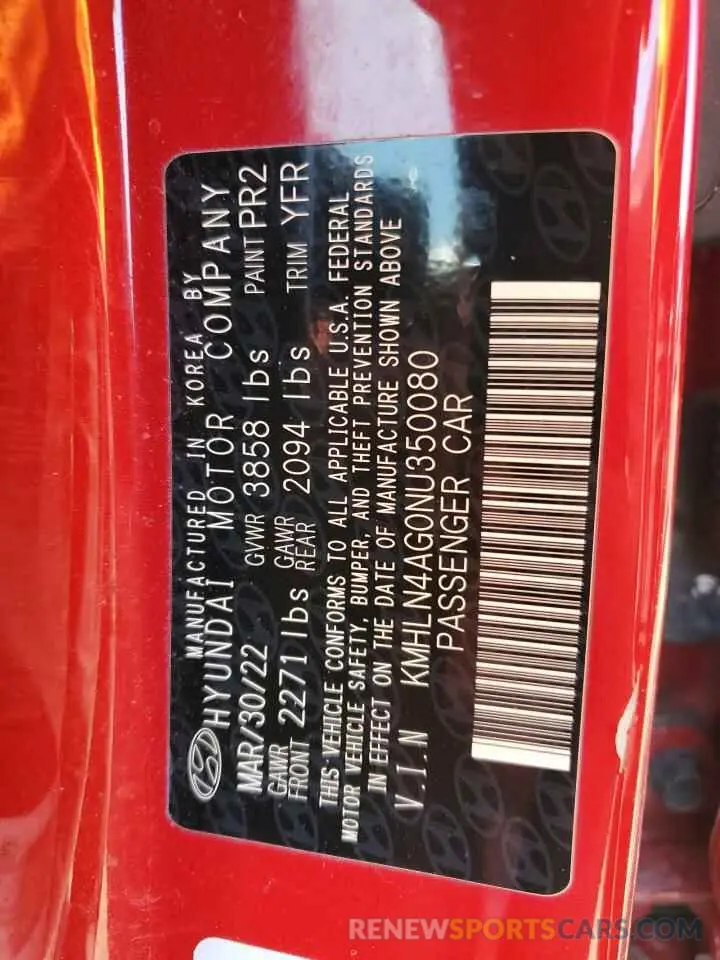 MANUFACTURED IN KOREA BY
HYUNDAI MOTOR COMPANY
MAR/30/22 GVWR 3858 lbs PAINT PR2
GAWR FRONT 2271 lbs GAWR REAR 2094 lbs TRIM YFR
THIS VEHICLE CONFORMS TO ALL APPLICABLE U.S.A. FEDERAL
MOTOR VEHICLE SAFETY, BUMPER, AND THEFT PREVENTION STANDARDS
IN EFFECT ON THE DATE OF MANUFACTURE SHOWN ABOVE
V.I.N KMHLN4AG0NU350080
PASSENGER CAR
RENEWSPORTSCARS.COM